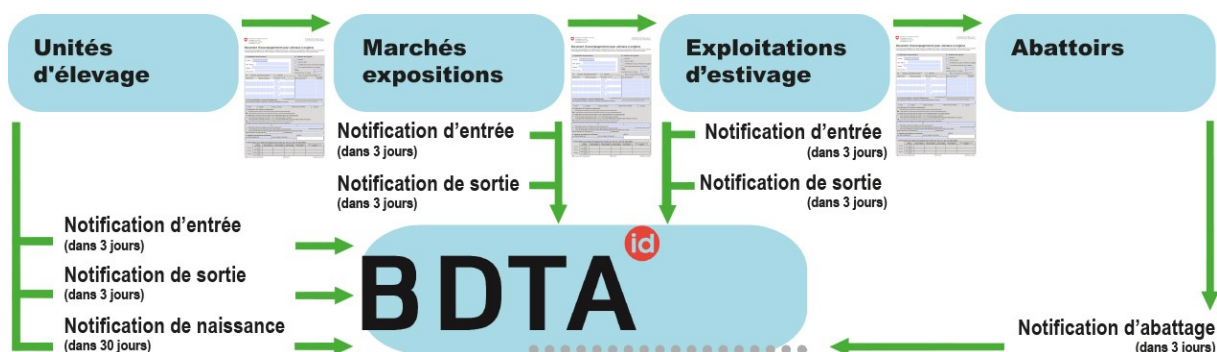 Unités
d'élevage
Marchés
expositions
Exploitations
d’estivage
Abattoirs
Notification d’entrée
(dans 3 jours)
Notification de sortie
(dans 3 jours)
Notification d’entrée
(dans 3 jours)
Notification de sortie
(dans 3 jours)
Notification d’entrée
(dans 3 jours)
Notification de sortie
(dans 3 jours)
Notification de naissance
(dans 30 jours)
BDTA
id
Notification d’abattage
(dans 3 jours)